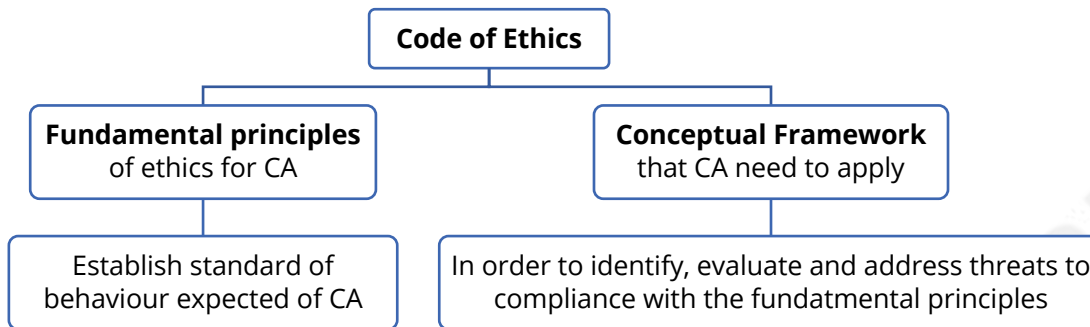 Code of Ethics
Fundamental principles
of ethics for CA
Conceptual Framework
that CA need to apply
Establish standard of
behaviour expected of CA
In order to identify, evaluate and address threats to
compliance with the fundatmental principles